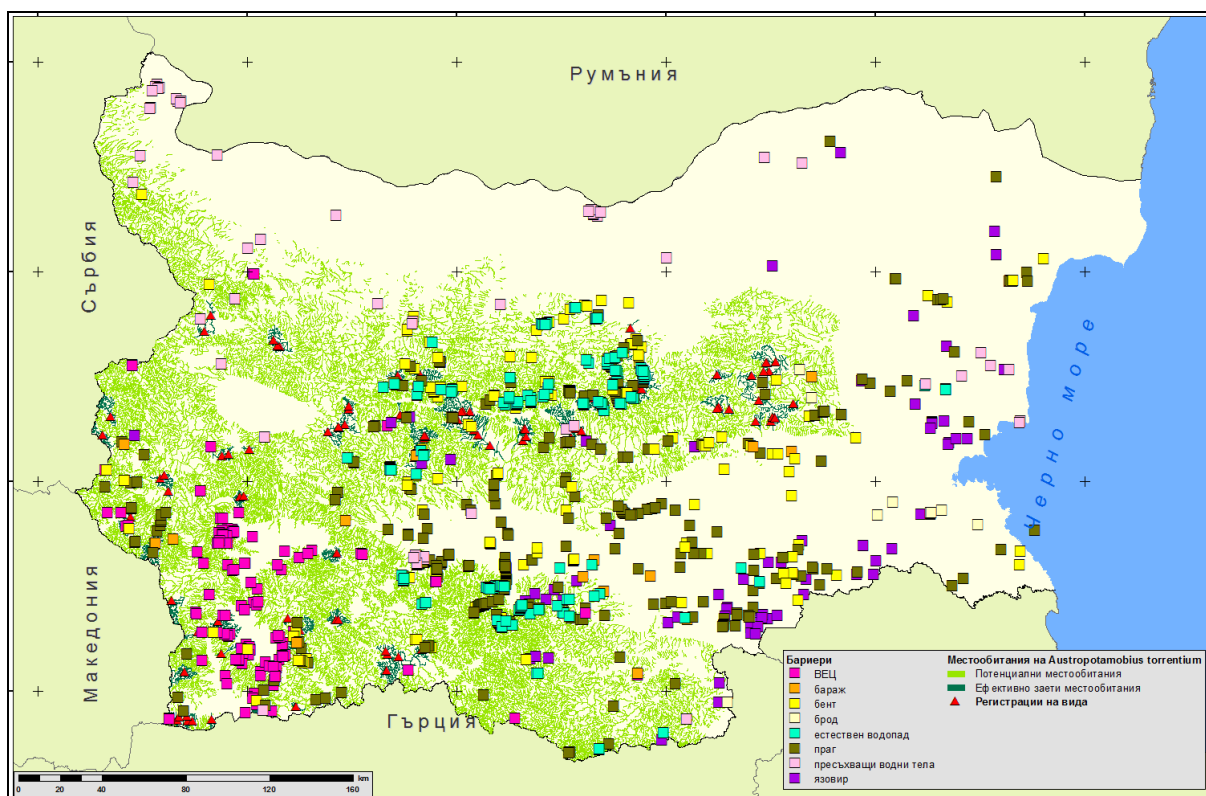 Румъния
Сърбия
Черно море
Македония
Гърция
Бариери
ВЕЦ
бараж
бент
брод
естествен водопад
праг
пресъхващи водни тела
язовир
Местообитания на Austropotamobius torrentium
Потенциални местообитания
Ефективно заети местообитания
Регистрации на вида
km
0 20 40 80 120 160